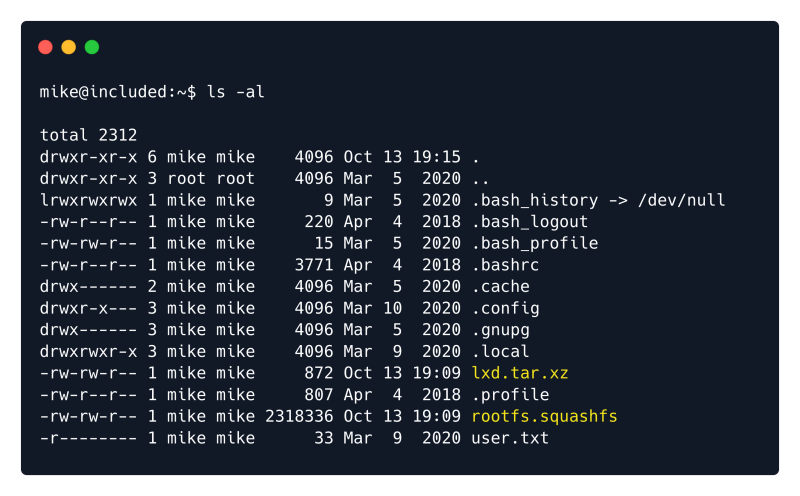 mike@included:~$ ls -al
total 2312
drwxr-xr-x 6 mike mike    4096 Oct 13 19:15 .
drwxr-xr-x 3 root root    4096 Mar  5  2020 ..
lrwxrwxrwx 1 mike mike       9 Mar  5  2020 .bash_history -> /dev/null
-rw-r--r-- 1 mike mike     220 Apr  4  2018 .bash_logout
-rw-rw-r-- 1 mike mike      15 Mar  5  2020 .bash_profile
-rw-r--r-- 1 mike mike    3771 Apr  4  2018 .bashrc
drwx------ 2 mike mike    4096 Mar  5  2020 .cache
drwxr-x--- 3 mike mike    4096 Mar 10  2020 .config
drwx------ 3 mike mike    4096 Mar  5  2020 .gnupg
drwxrwxr-x 3 mike mike    4096 Mar  9  2020 .local
-rw-rw-r-- 1 mike mike     872 Oct 13 19:09 lxd.tar.xz
-rw-r--r-- 1 mike mike     807 Apr  4  2018 .profile
-rw-rw-r-- 1 mike mike 2318336 Oct 13 19:09 rootfs.squashfs
-r-------- 1 mike mike      33 Mar  9  2020 user.txt